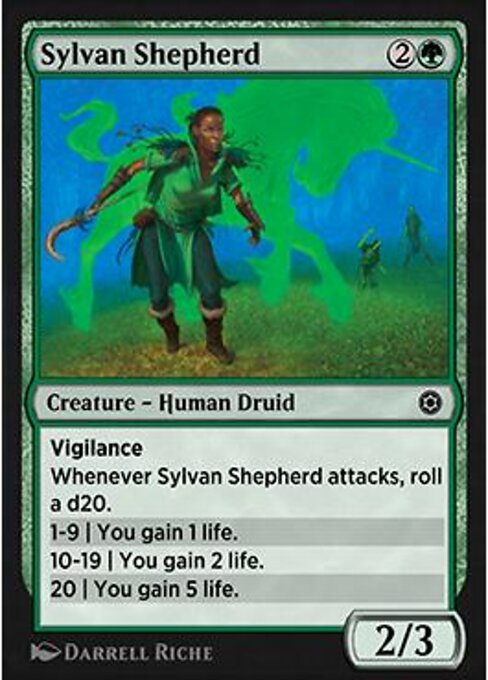 Sylvan Shepherd 2
Creature – Human Druid
Vigilance
Whenever Sylvan Shepherd attacks, roll
a d20.
1-9 | You gain 1 life.
10-19 | You gain 2 life.
20 | You gain 5 life.
2/3
DARRELL RICHE